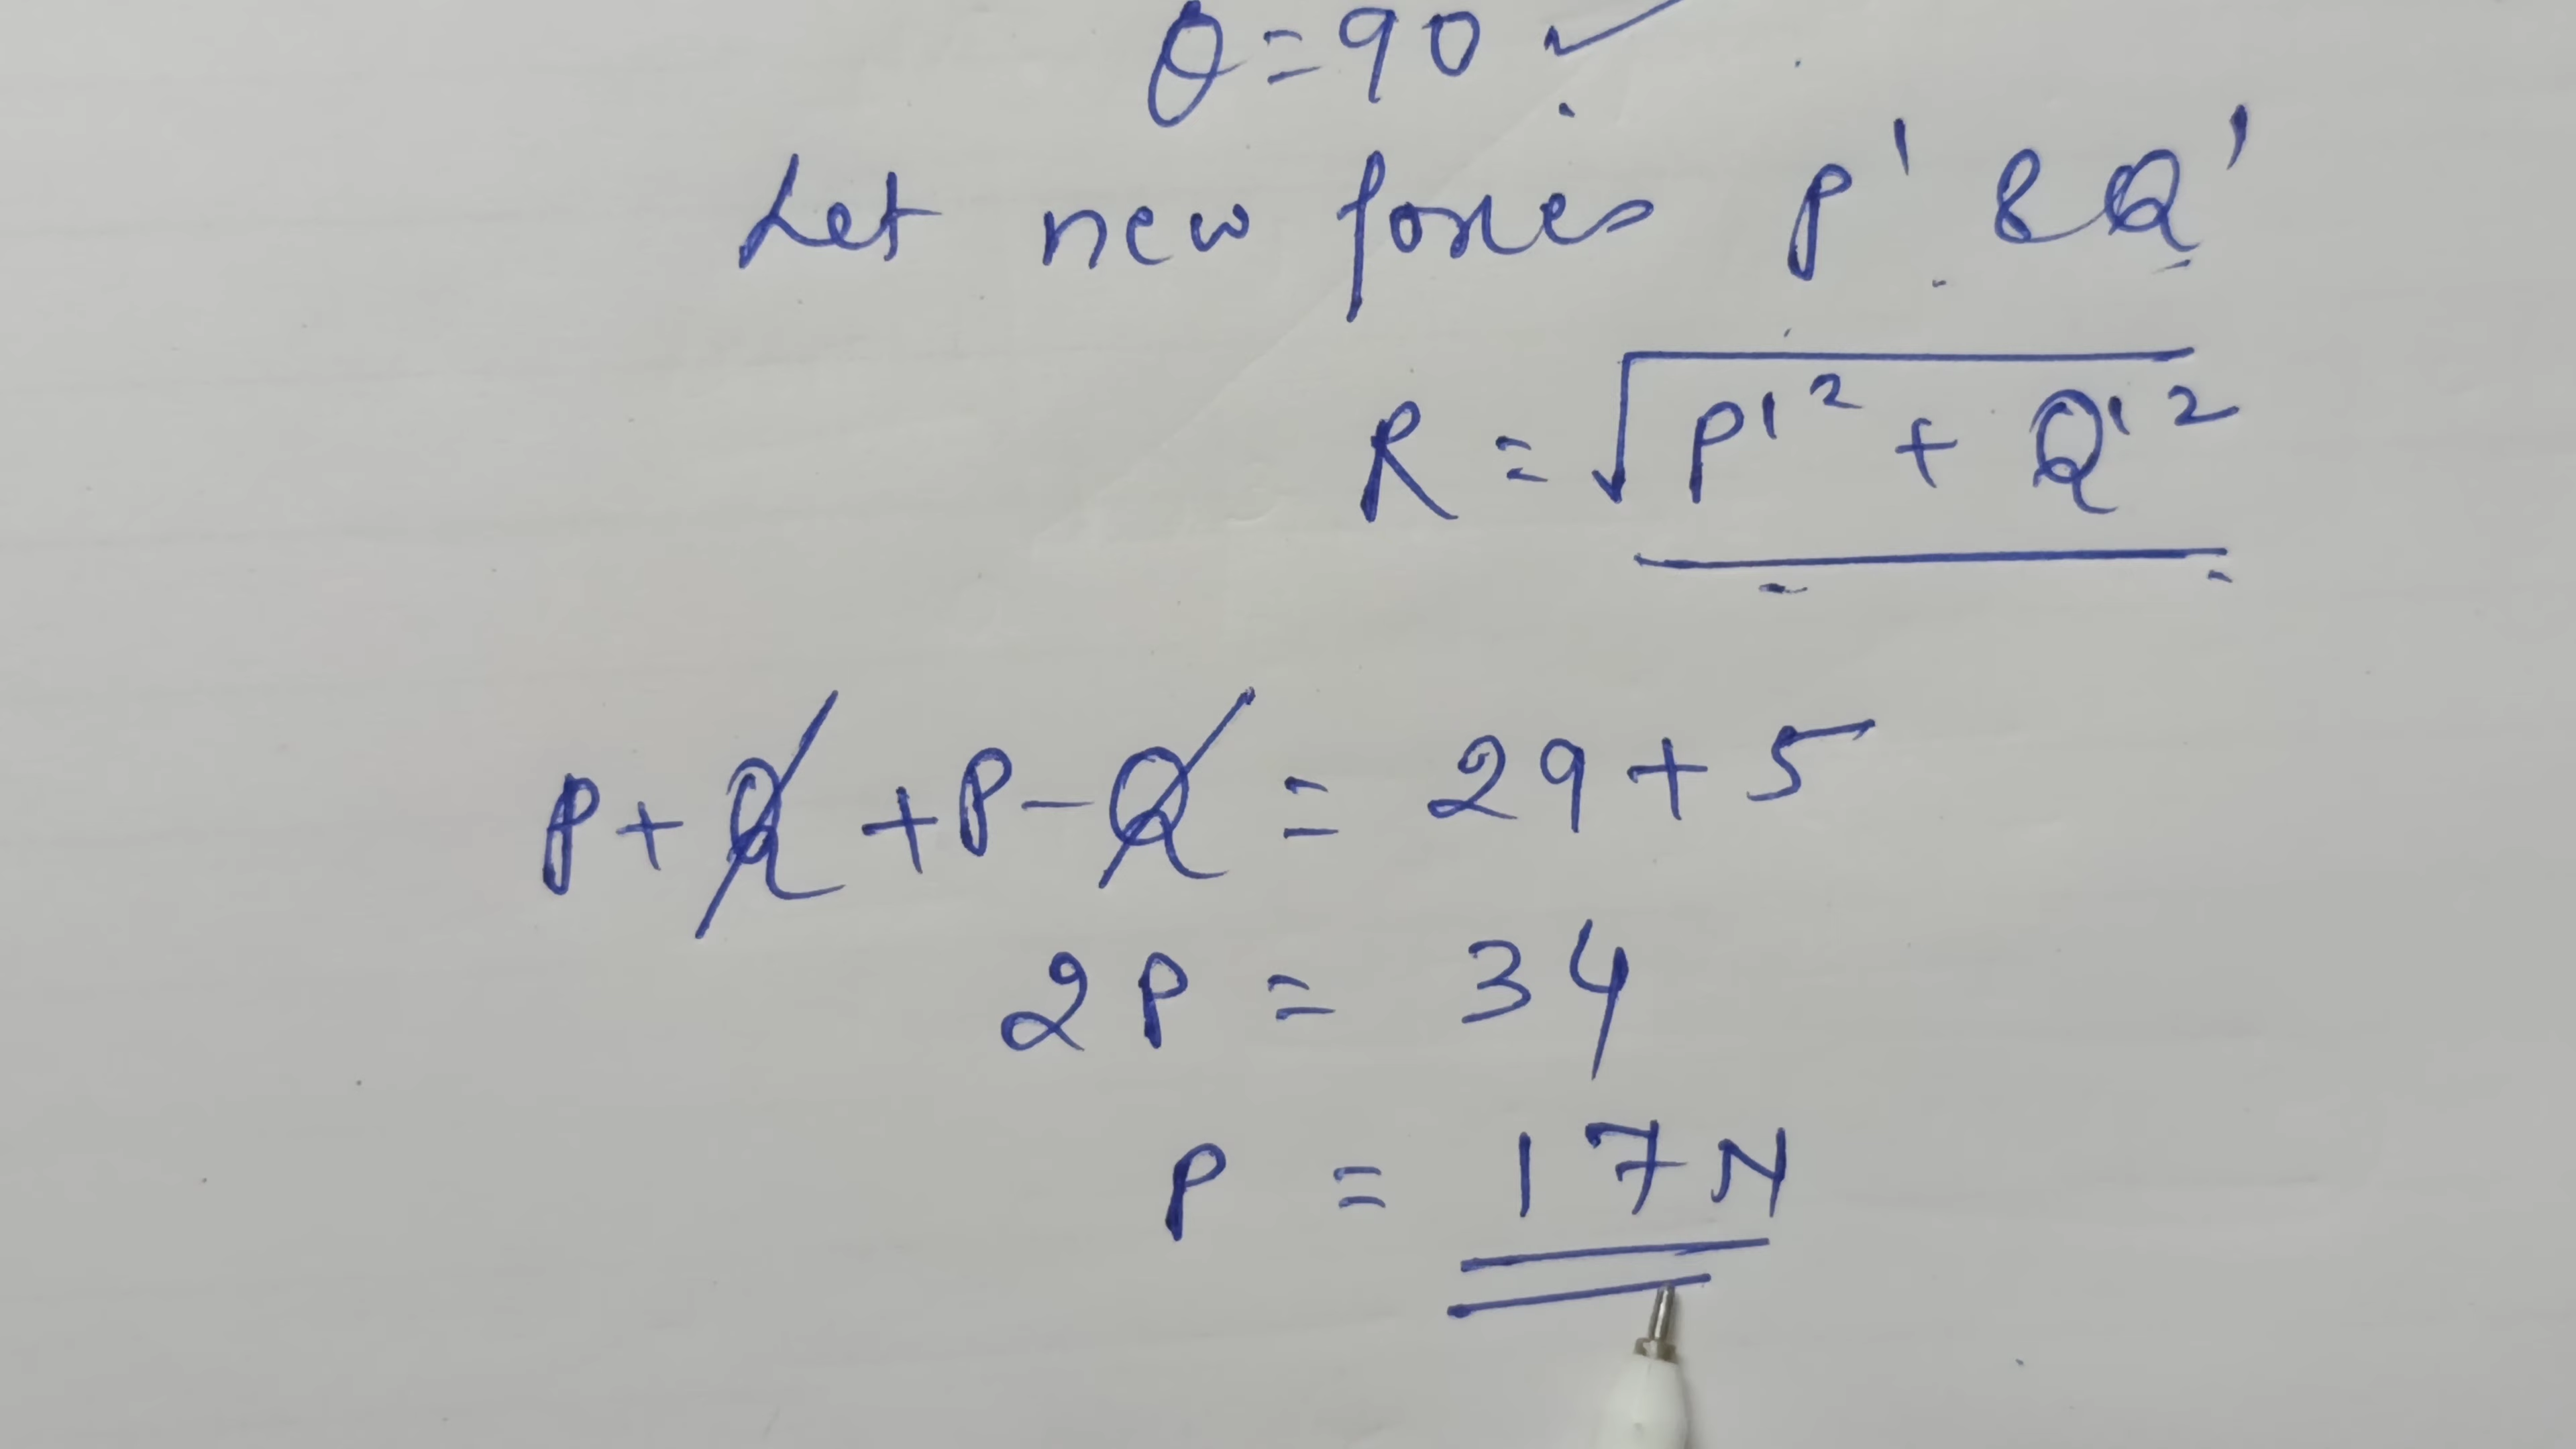 θ = 90 ✓
Let new forces P' & Q'
R = √P'² + Q'²
P + Q + P - Q = 29 + 5
2P = 34
P = 17N